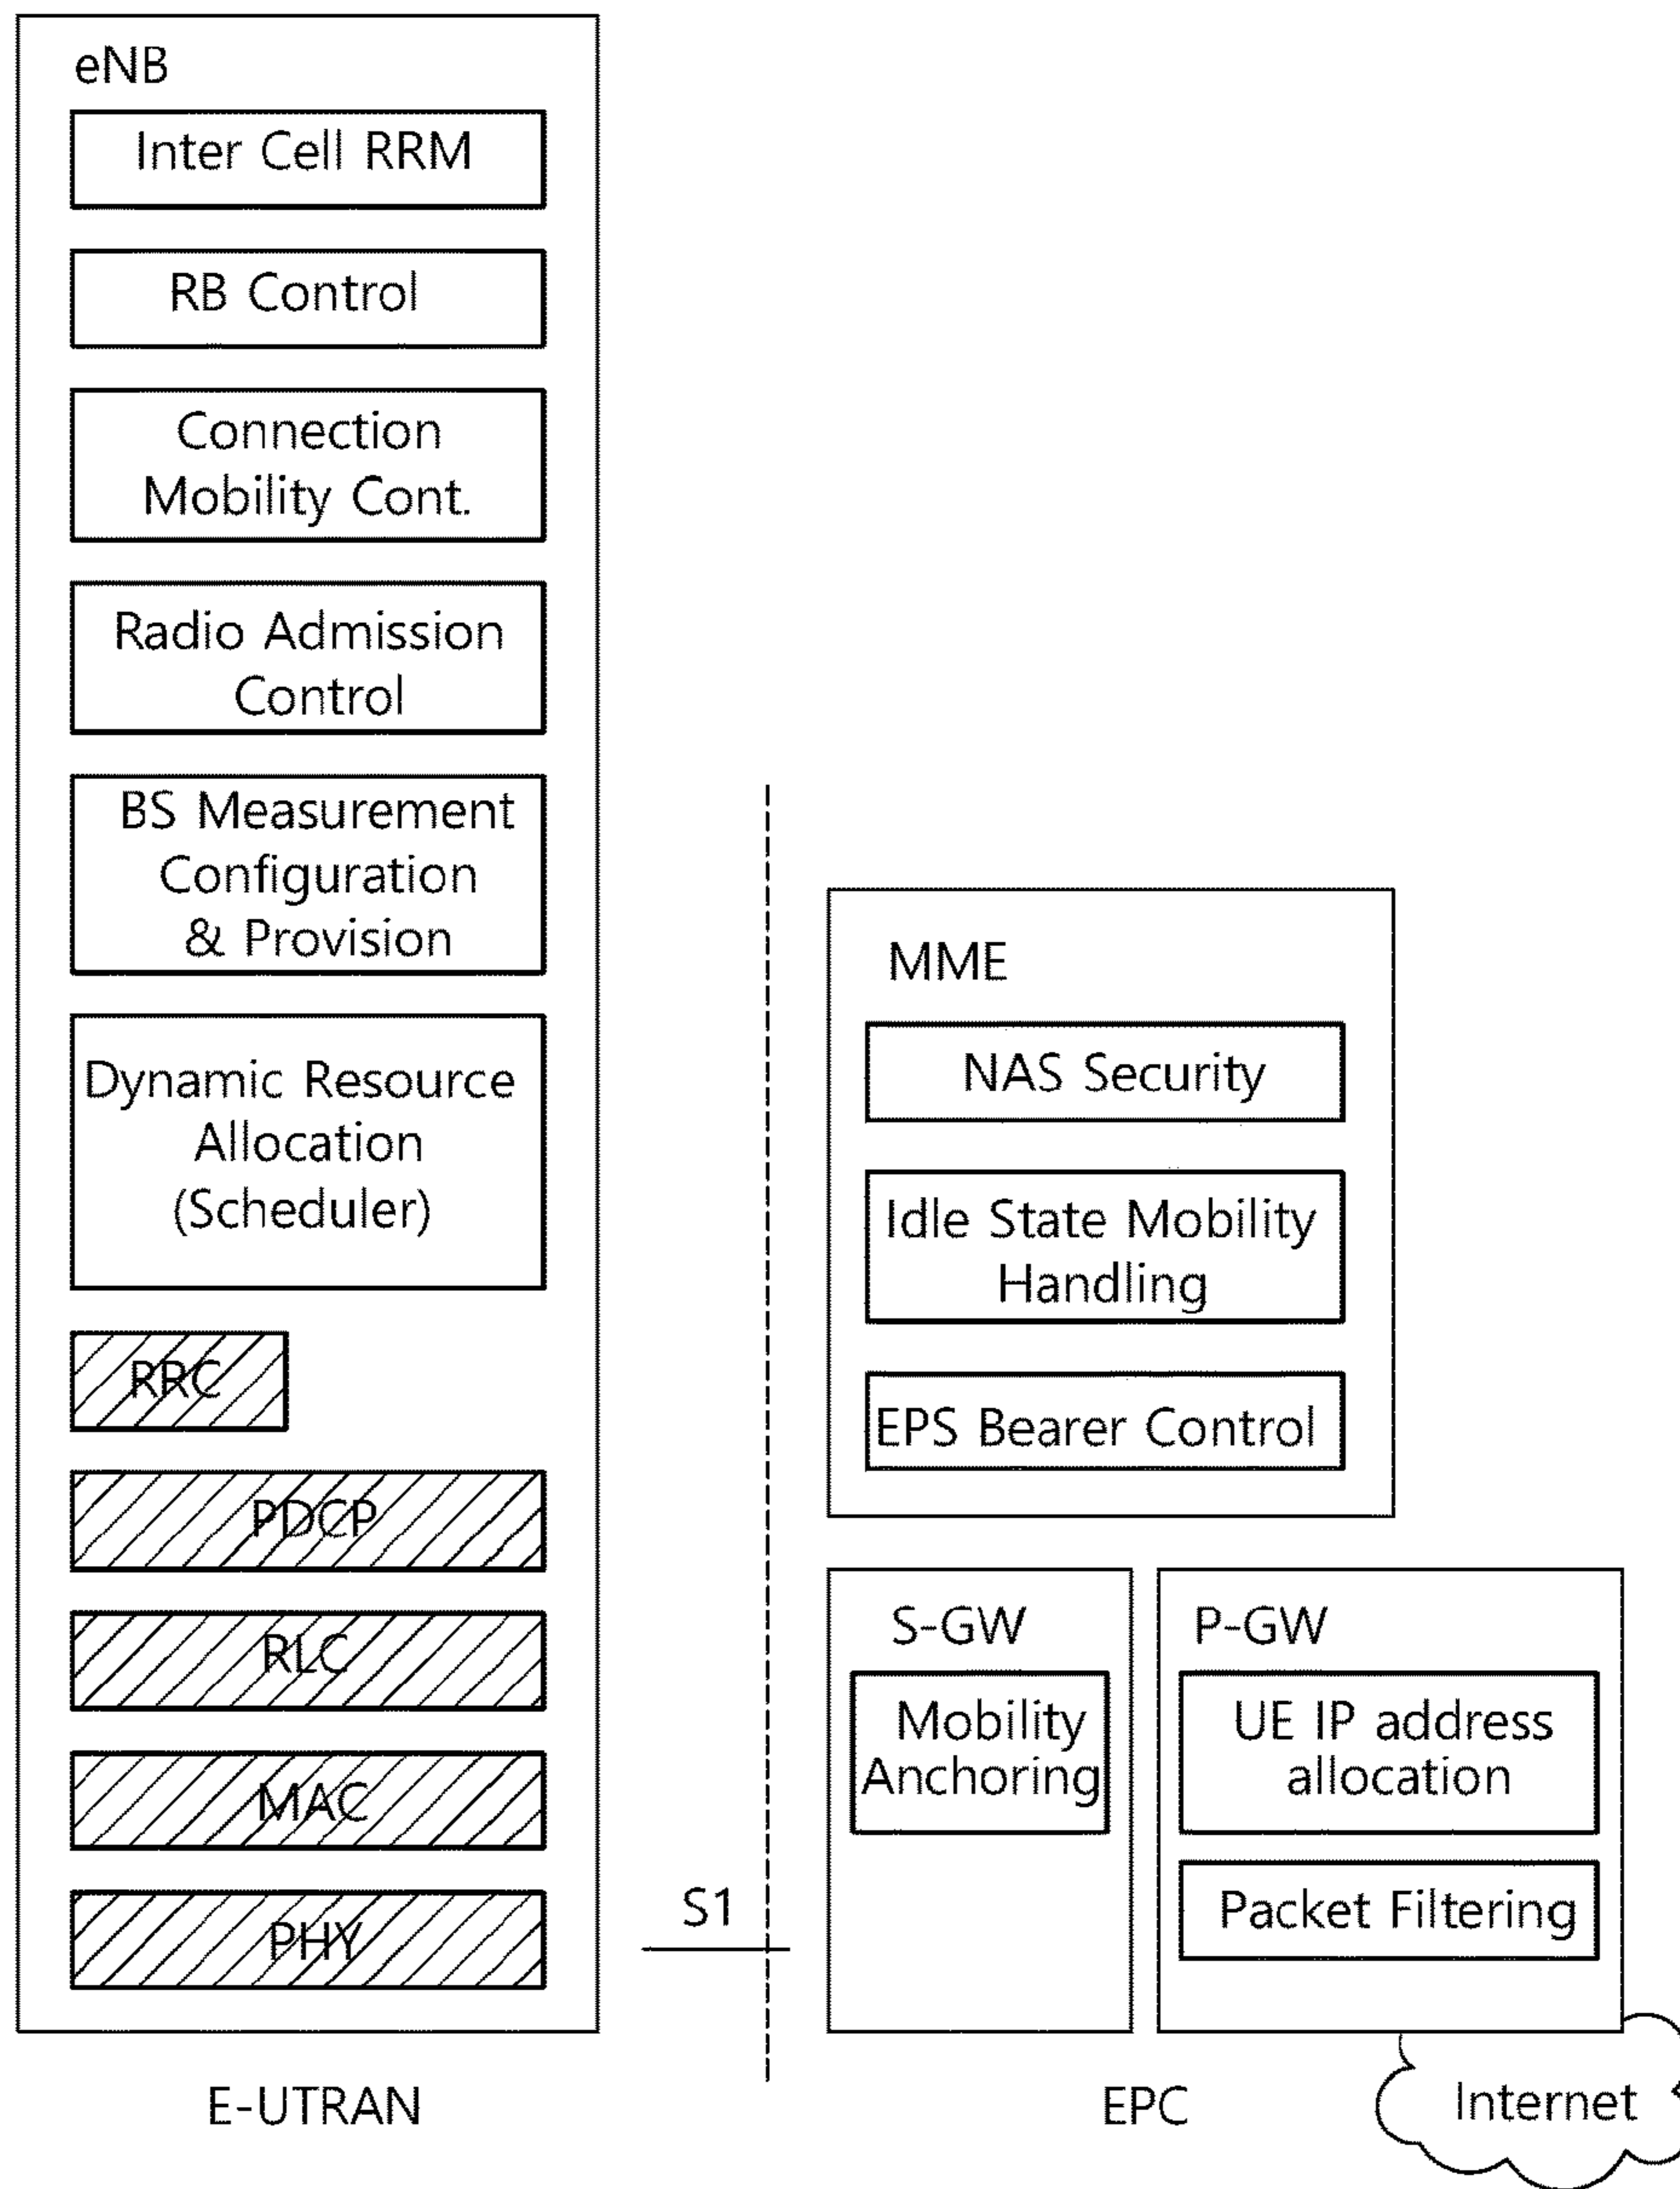 eNB
Inter Cell RRM
RB Control
Connection
Mobility Cont.
Radio Admission
Control
BS Measurement
Configuration
& Provision
Dynamic Resource
Allocation
(Scheduler)
RRC
PDCP
RLC
MAC
PHY
S1
E-UTRAN
MME
NAS Security
Idle State Mobility
Handling
EPS Bearer Control
S-GW
Mobility
Anchoring
P-GW
UE IP address
allocation
Packet Filtering
EPC
Internet